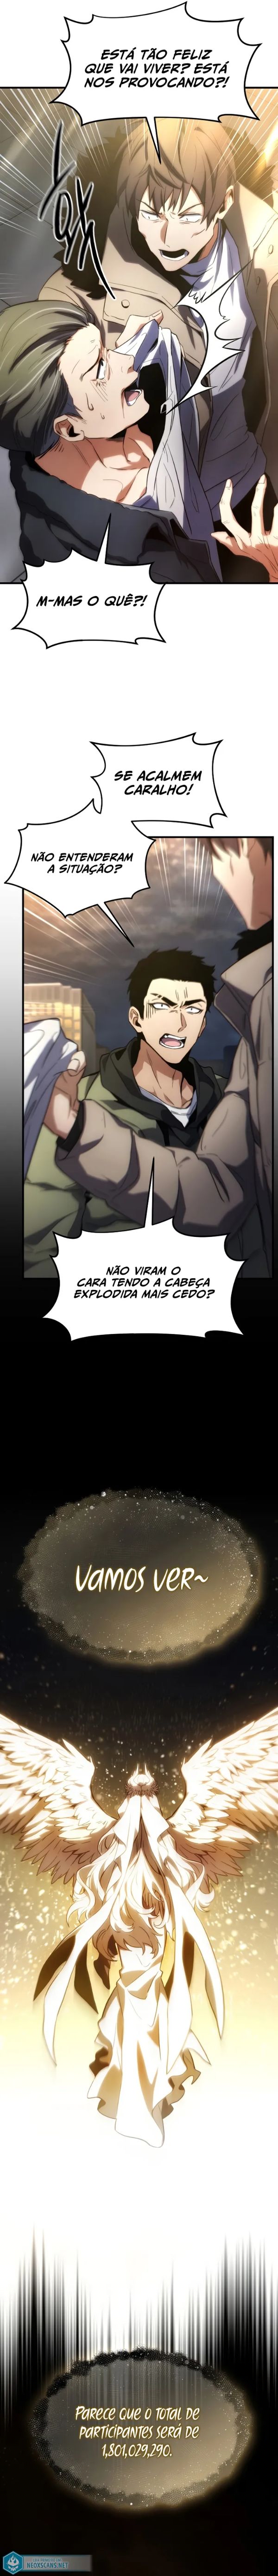 ESTÁ TÃO FELIZ
QUE VAI VIVER? ESTÁ
NOS PROVOCANDO?!
M-MAS O QUÊ?!
SE ACALMEM
CARALHO!
NÃO ENTENDERAM
A SITUAÇÃO?
NÃO VIRAM O
CARA TENDO A CABEÇA
EXPLODIDA MAIS CEDO?
VAMOS VER~
PARECE QUE O TOTAL DE
PARTICIPANTES SERÁ DE
1,801,029,290.
NEOXSCANS.NET